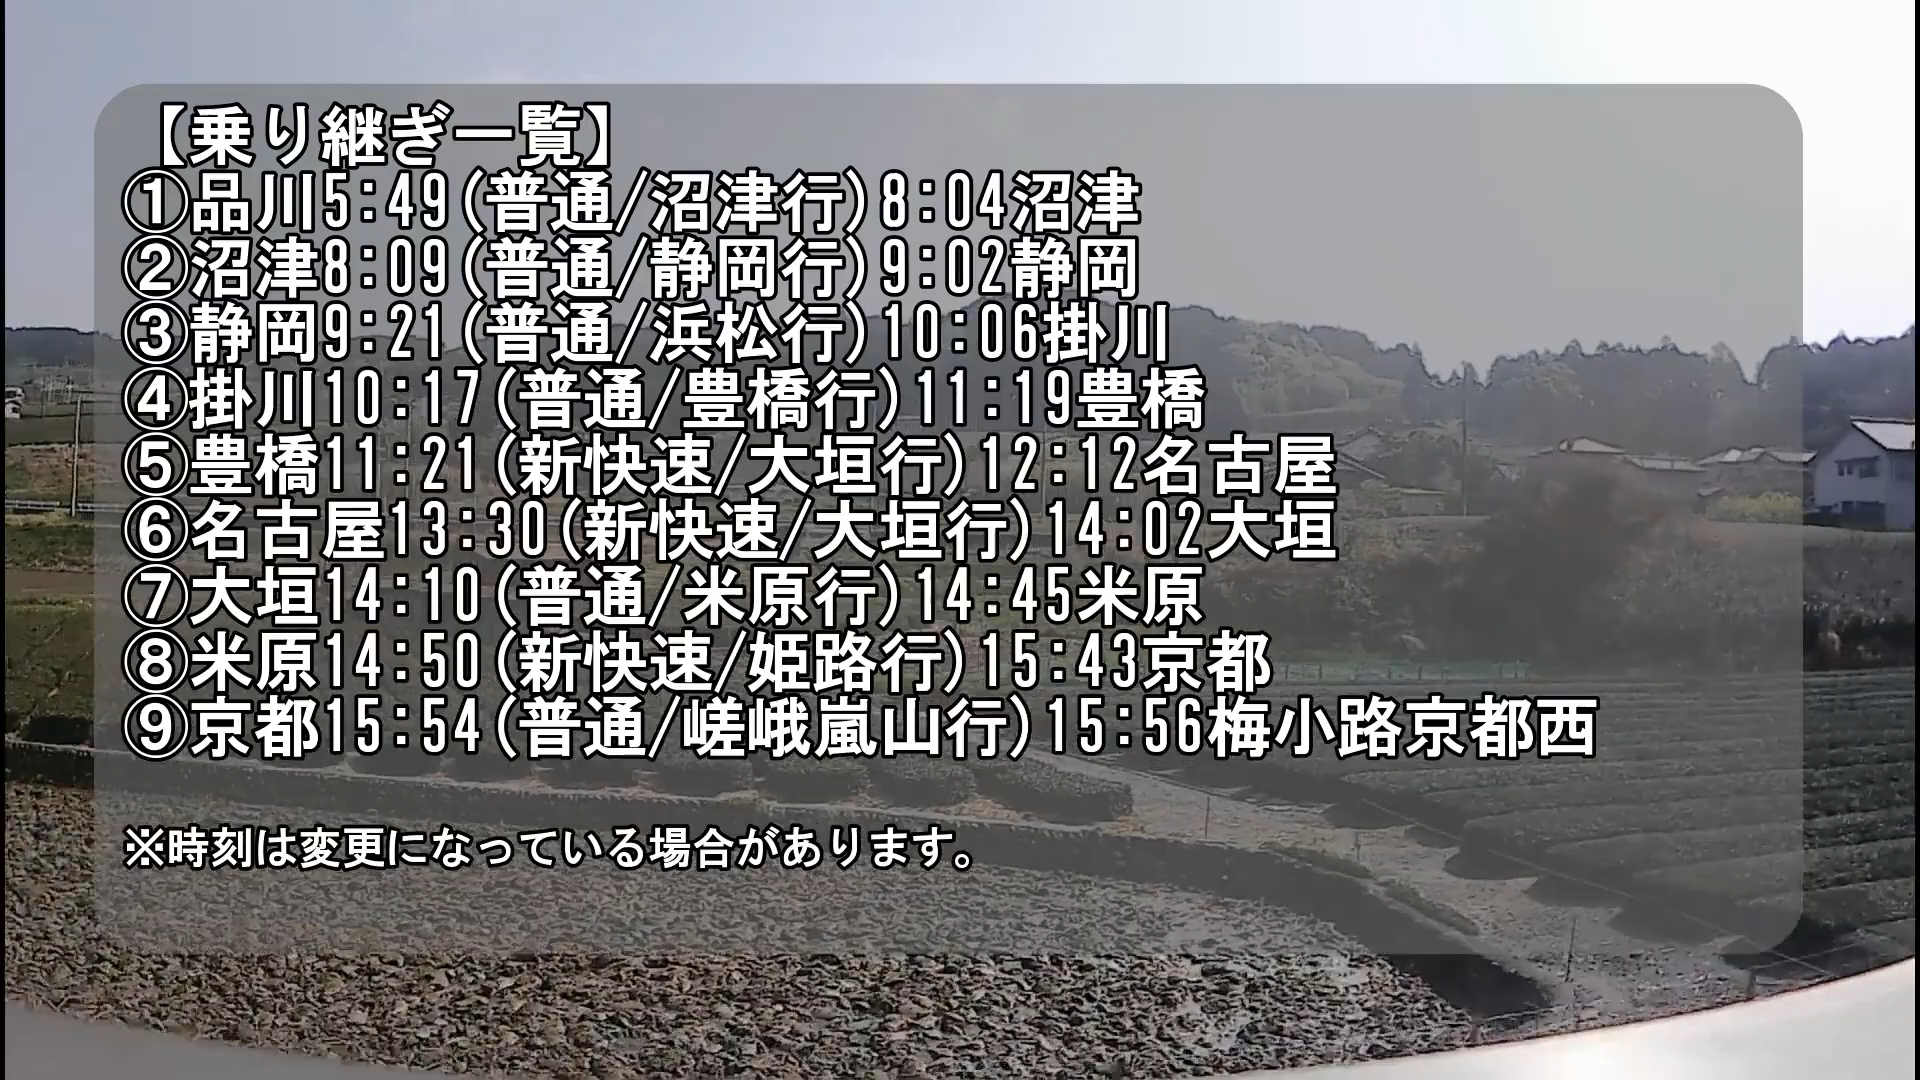 【乗り継ぎ一覧】
①品川5:49(普通/沼津行)8:04沼津
②沼津8:09(普通/静岡行)9:02静岡
③静岡9:21(普通/浜松行)10:06掛川
④掛川10:17(普通/豊橋行)11:19豊橋
⑤豊橋11:21(新快速/大垣行)12:12名古屋
⑥名古屋13:30(新快速/大垣行)14:02大垣
⑦大垣14:10(普通/米原行)14:45米原
⑧米原14:50(新快速/姫路行)15:43京都
⑨京都15:54(普通/嵯峨嵐山行)15:56梅小路京都西
※時刻は変更になっている場合があります。